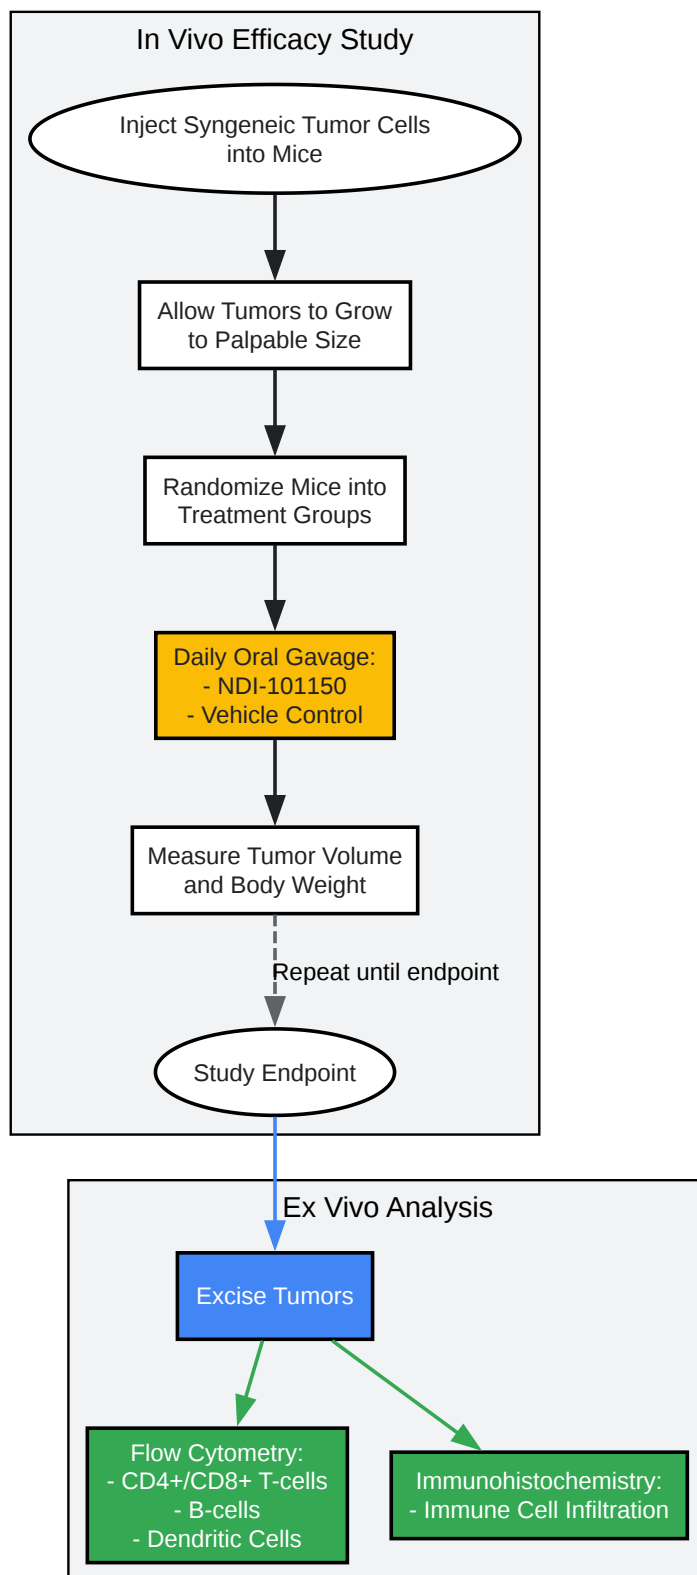 In Vivo Efficacy Study
Inject Syngeneic Tumor Cells
into Mice
Allow Tumors to Grow
to Palpable Size
Randomize Mice into
Treatment Groups
Daily Oral Gavage:
- NDI-101150
- Vehicle Control
Measure Tumor Volume
and Body Weight
Repeat until endpoint
Study Endpoint
Ex Vivo Analysis
Excise Tumors
Flow Cytometry:
- CD4+/CD8+ T-cells
- B-cells
- Dendritic Cells
Immunohistochemistry:
- Immune Cell Infiltration